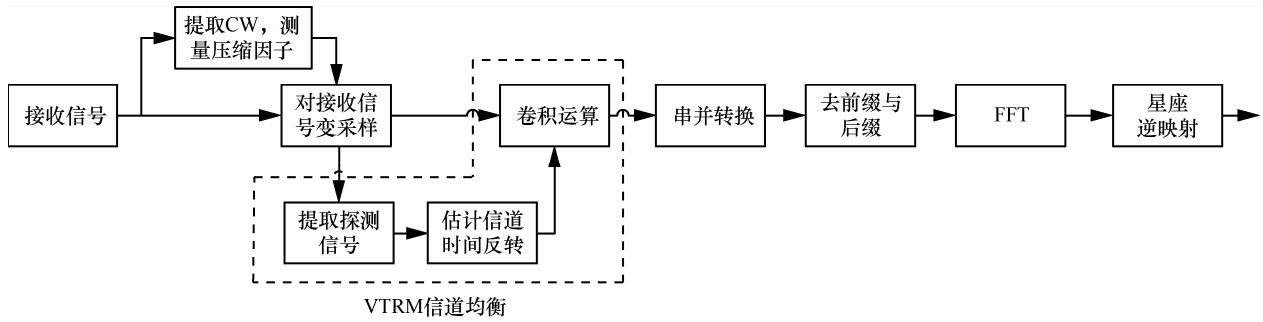 提取CW，测
量压缩因子
接收信号
对接收信
号变采样
卷积运算
串并转换
去前缀与
后缀
FFT
星座
逆映射
提取探测
信号
估计信道
时间反转
VTRM信道均衡